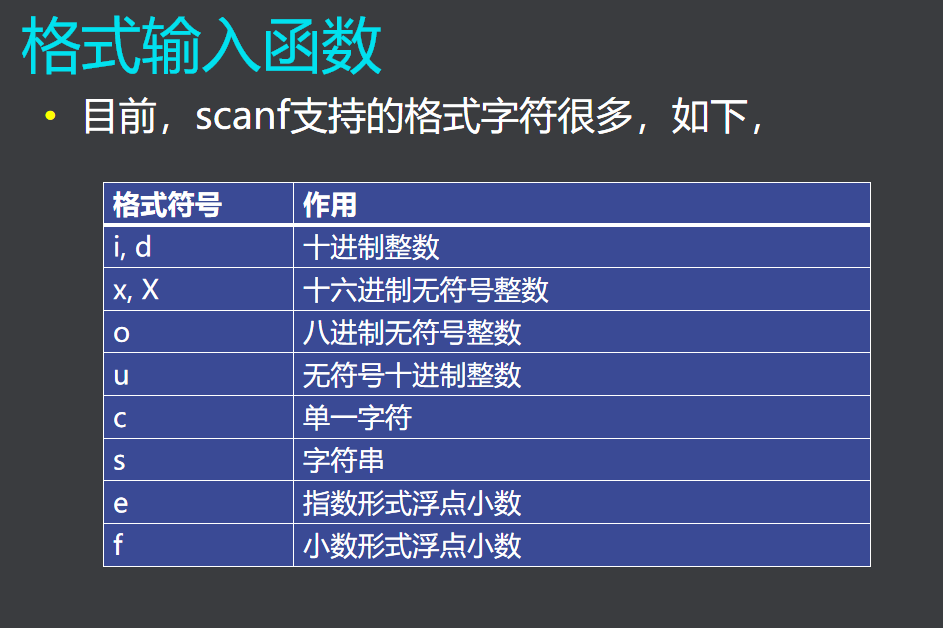 格式输入函数
• 目前，scanf支持的格式字符很多，如下，
格式符号 作用
i, d 十进制整数
x, X 十六进制无符号整数
o 八进制无符号整数
u 无符号十进制整数
c 单一字符
s 字符串
e 指数形式浮点小数
f 小数形式浮点小数